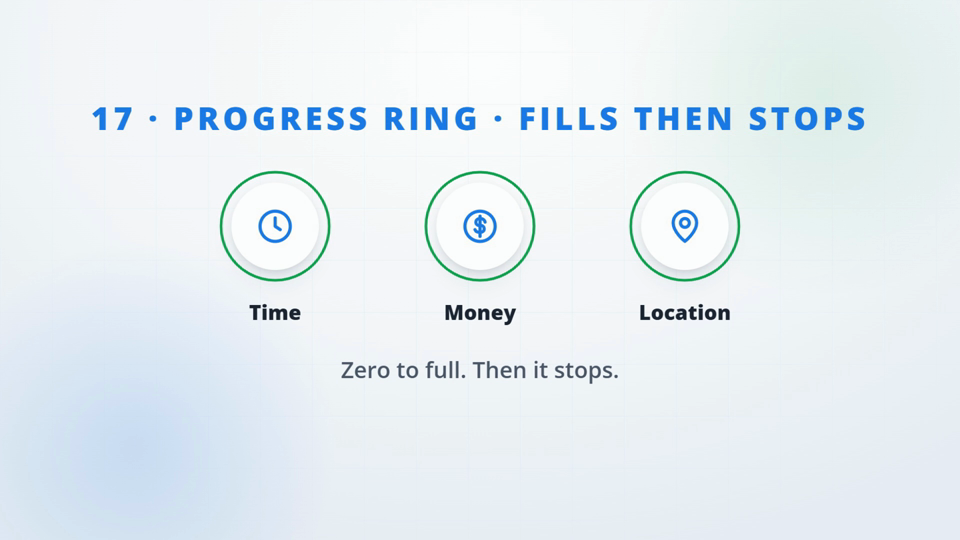 17 · PROGRESS RING · FILLS THEN STOPS
$
Time Money Location
Zero to full. Then it stops.